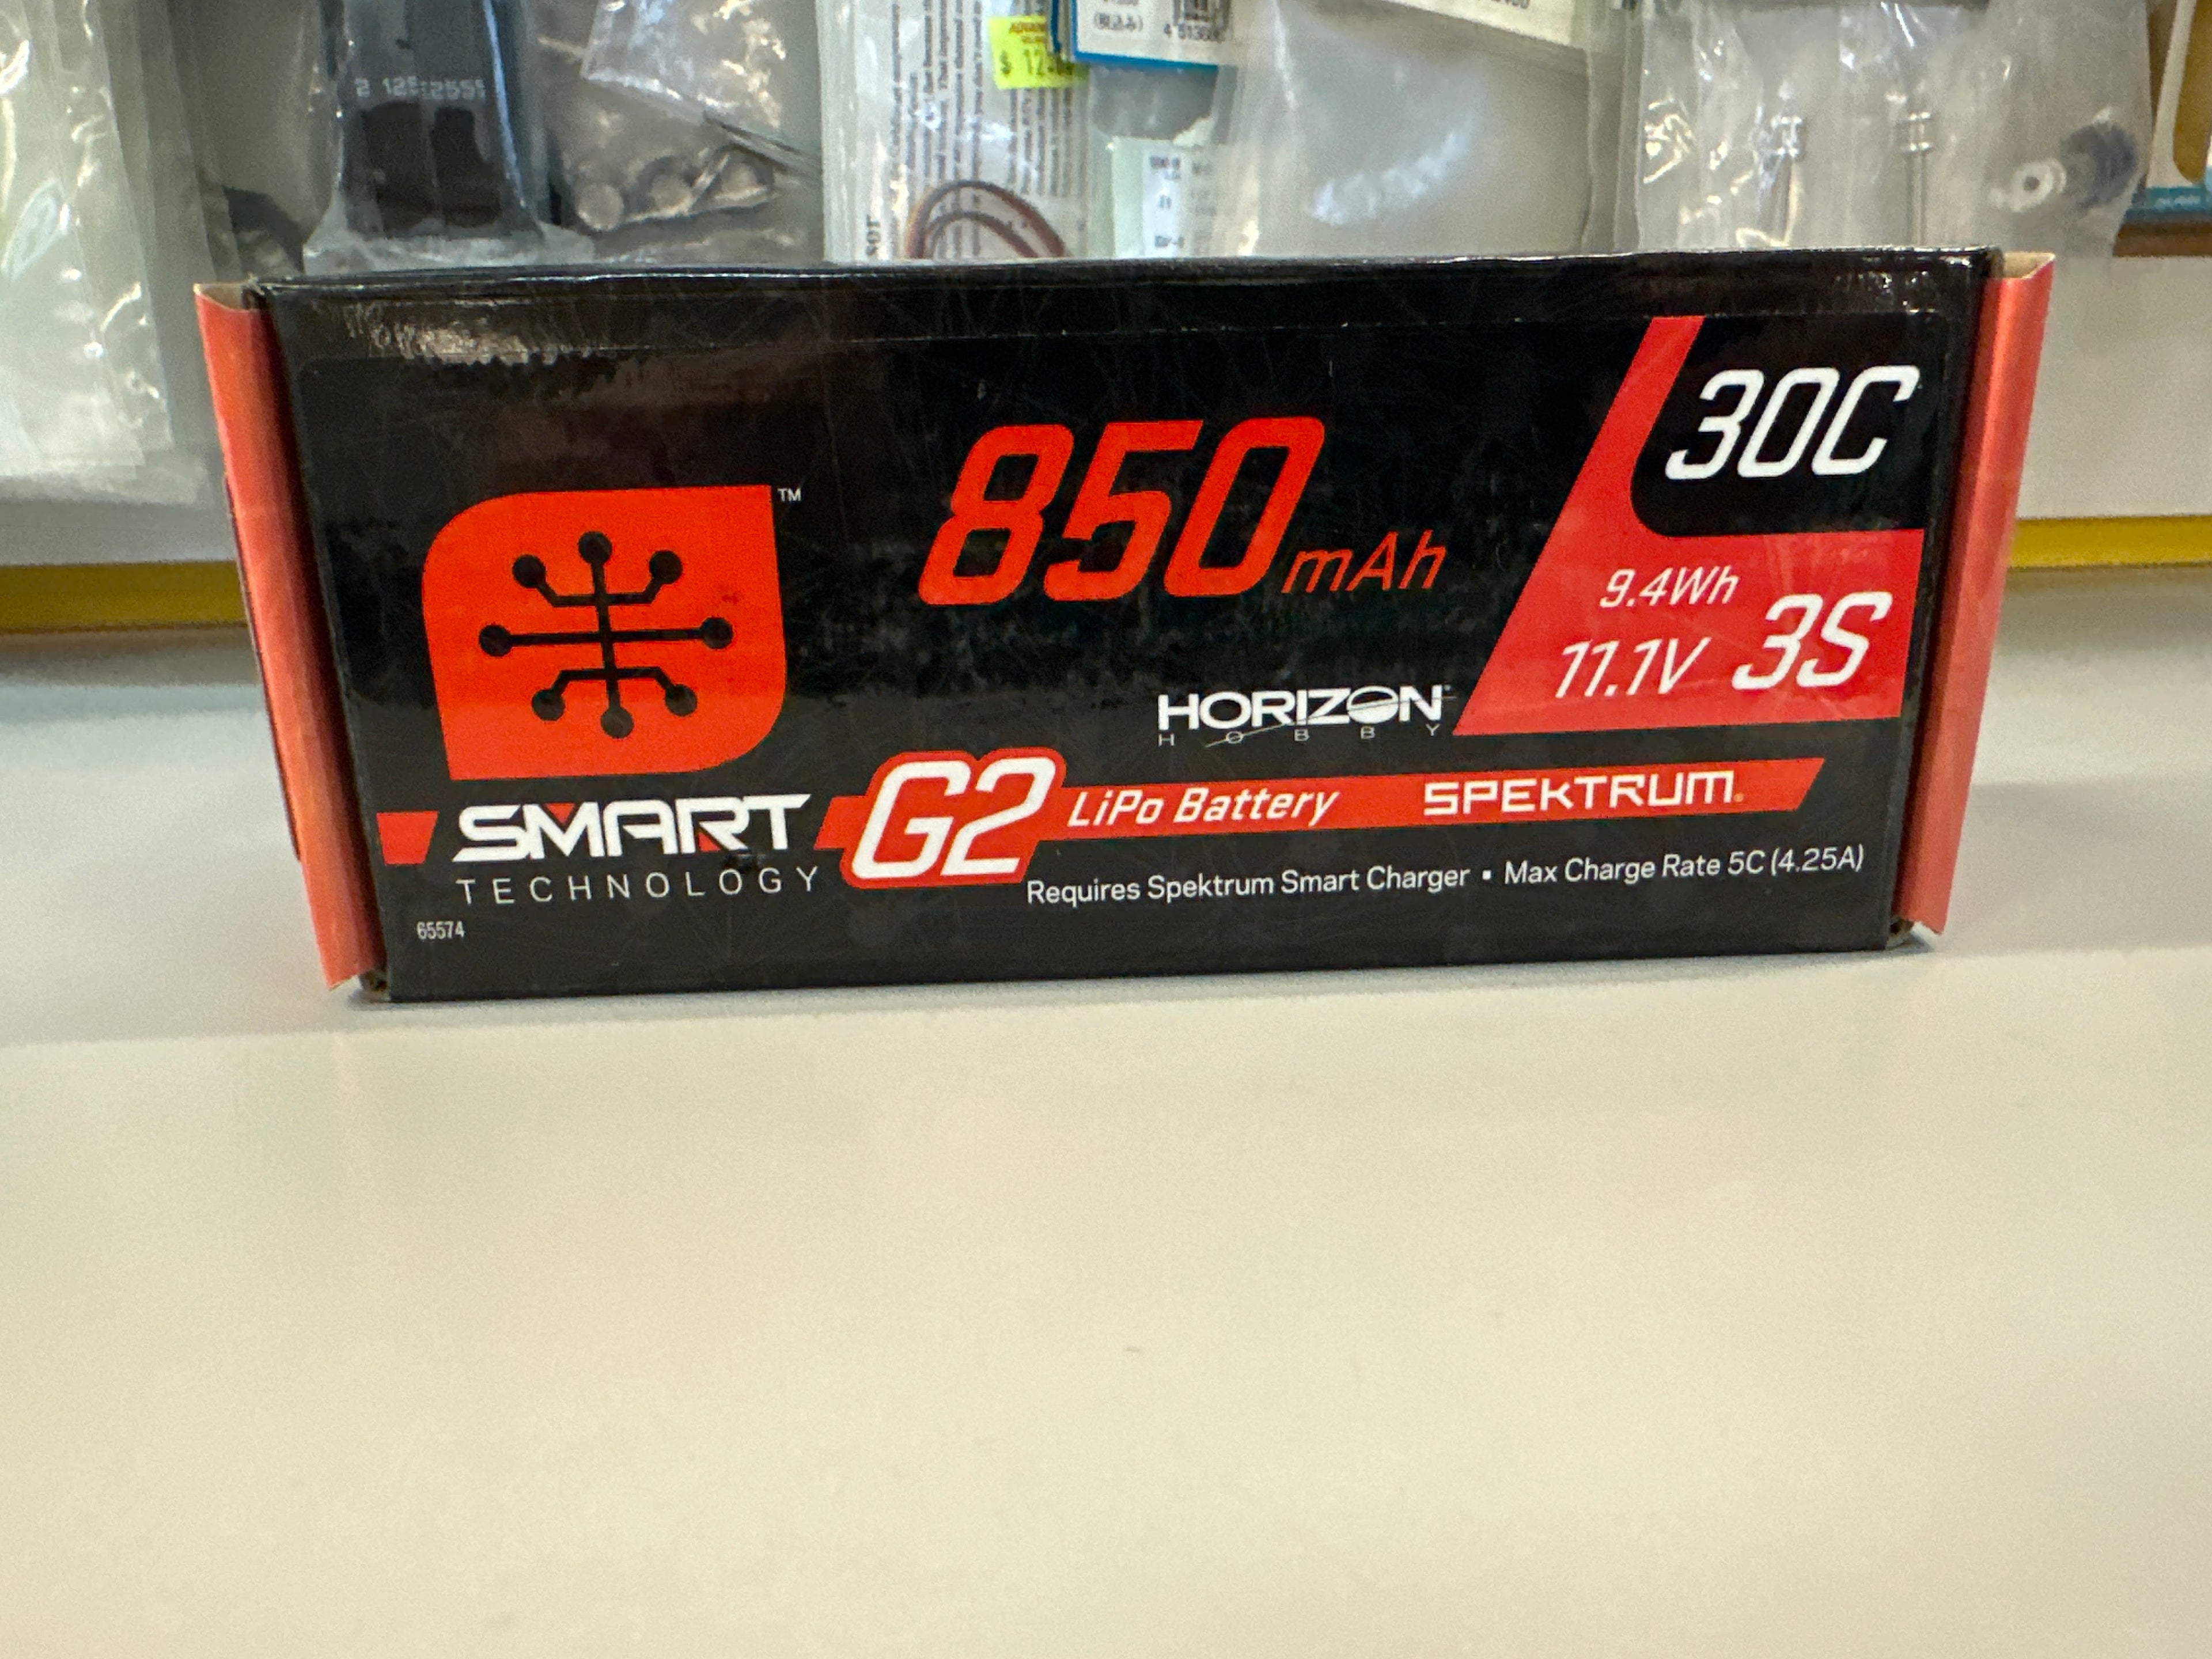 850mAh
30C
9.4Wh
11.1V 3S
TM
HORIZON
HOBBY
SMART
TECHNOLOGY
G2 LiPo Battery SPEKTRUM
Requires Spektrum Smart Charger ▪ Max Charge Rate 5C (4.25A)
65574